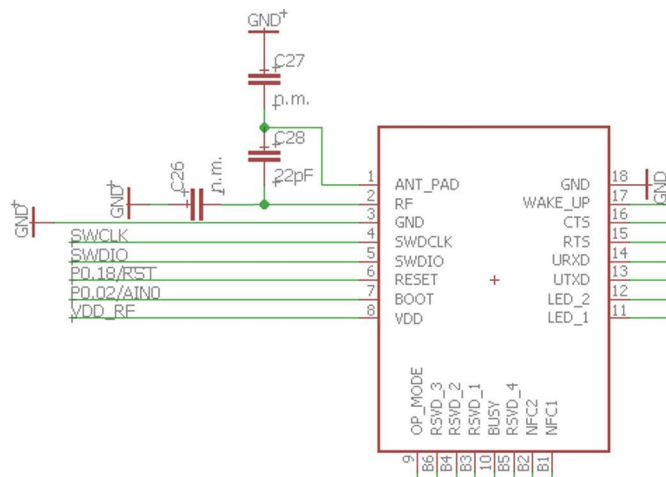 GND
C27
n.m.
C28
22pF
C26
n.m.
GND
GND
SWCLK
SWDIO
P0.18/RST
P0.02/AIN0
VDD_RF
1 ANT_PAD
2 RF
3 GND
4 SWDCLK
5 SWDIO
6 RESET
7 BOOT
8 VDD
GND 18
WAKE_UP 17
CTS 16
RTS 15
URXD 14
UTXD 13
LED_2 12
LED_1 11
GND
OP_MODE 9
RSVD_3 B6
RSVD_2 B4
RSVD_1 B3
BUSY 10
RSVD_4 B5
NFC2 B2
NFC1 B1